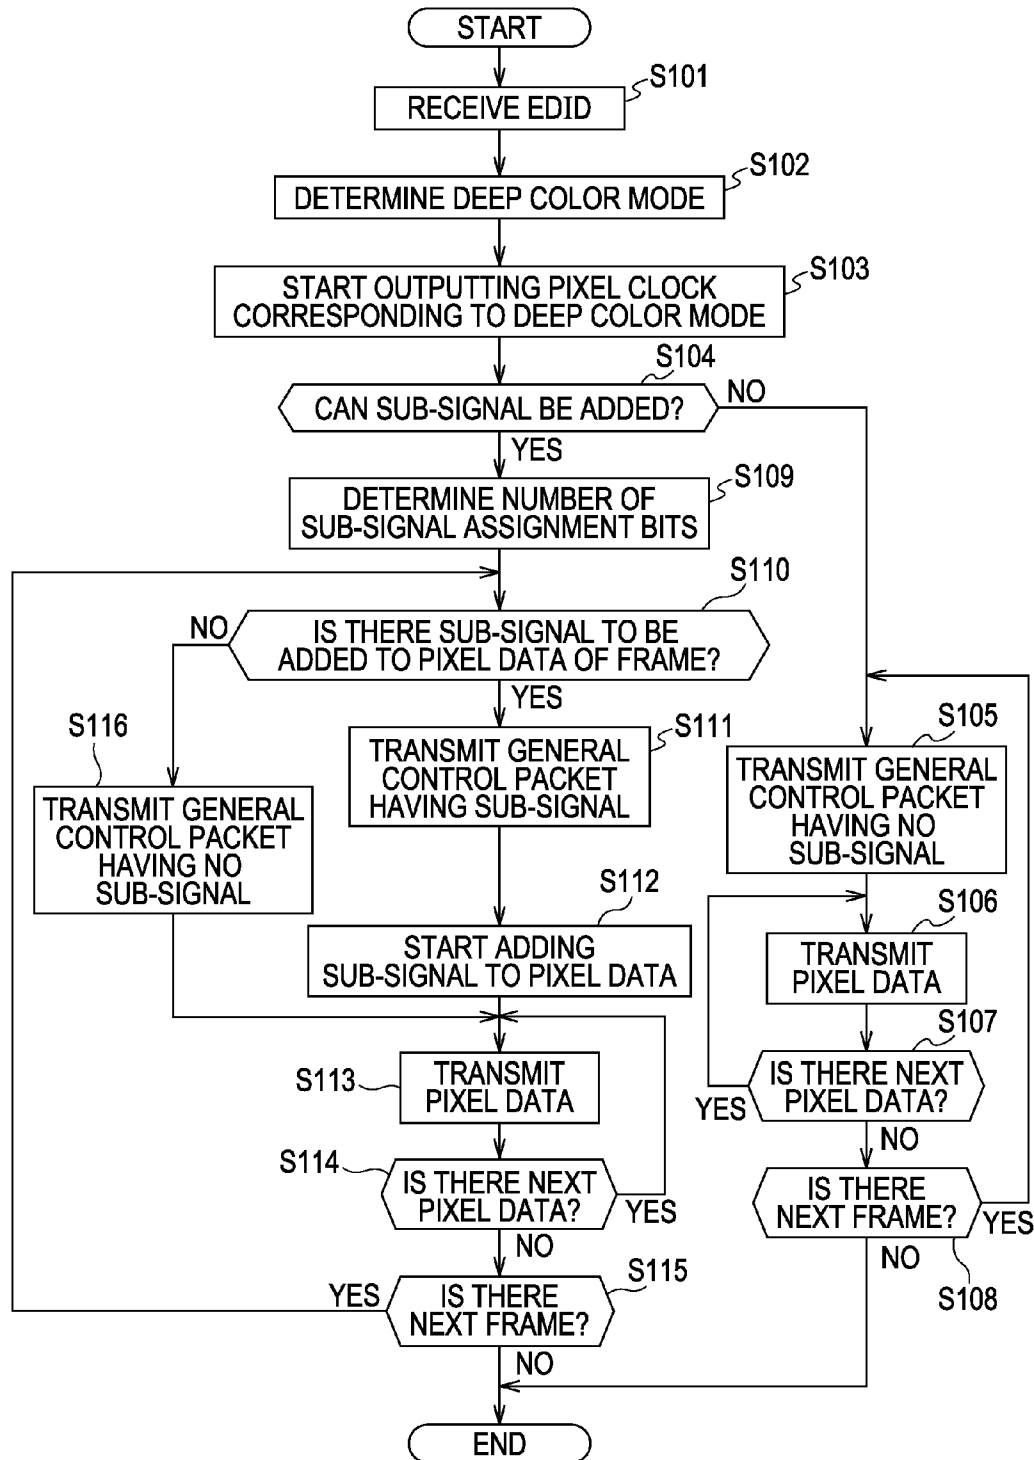 START
S101
RECEIVE EDID
S102
DETERMINE DEEP COLOR MODE
S103
START OUTPUTTING PIXEL CLOCK
CORRESPONDING TO DEEP COLOR MODE
S104
CAN SUB-SIGNAL BE ADDED?
NO
YES
S109
DETERMINE NUMBER OF
SUB-SIGNAL ASSIGNMENT BITS
S110
IS THERE SUB-SIGNAL TO BE
ADDED TO PIXEL DATA OF FRAME?
NO
YES
S116
TRANSMIT GENERAL
CONTROL PACKET
HAVING NO
SUB-SIGNAL
S111
TRANSMIT GENERAL
CONTROL PACKET
HAVING SUB-SIGNAL
S105
TRANSMIT GENERAL
CONTROL PACKET
HAVING NO
SUB-SIGNAL
S112
START ADDING
SUB-SIGNAL TO PIXEL DATA
S106
TRANSMIT
PIXEL DATA
S107
IS THERE NEXT
PIXEL DATA?
YES
NO
S113
TRANSMIT
PIXEL DATA
S114
IS THERE NEXT
PIXEL DATA?
YES
NO
IS THERE
NEXT FRAME?
YES
NO
S108
S115
IS THERE
NEXT FRAME?
YES
NO
END